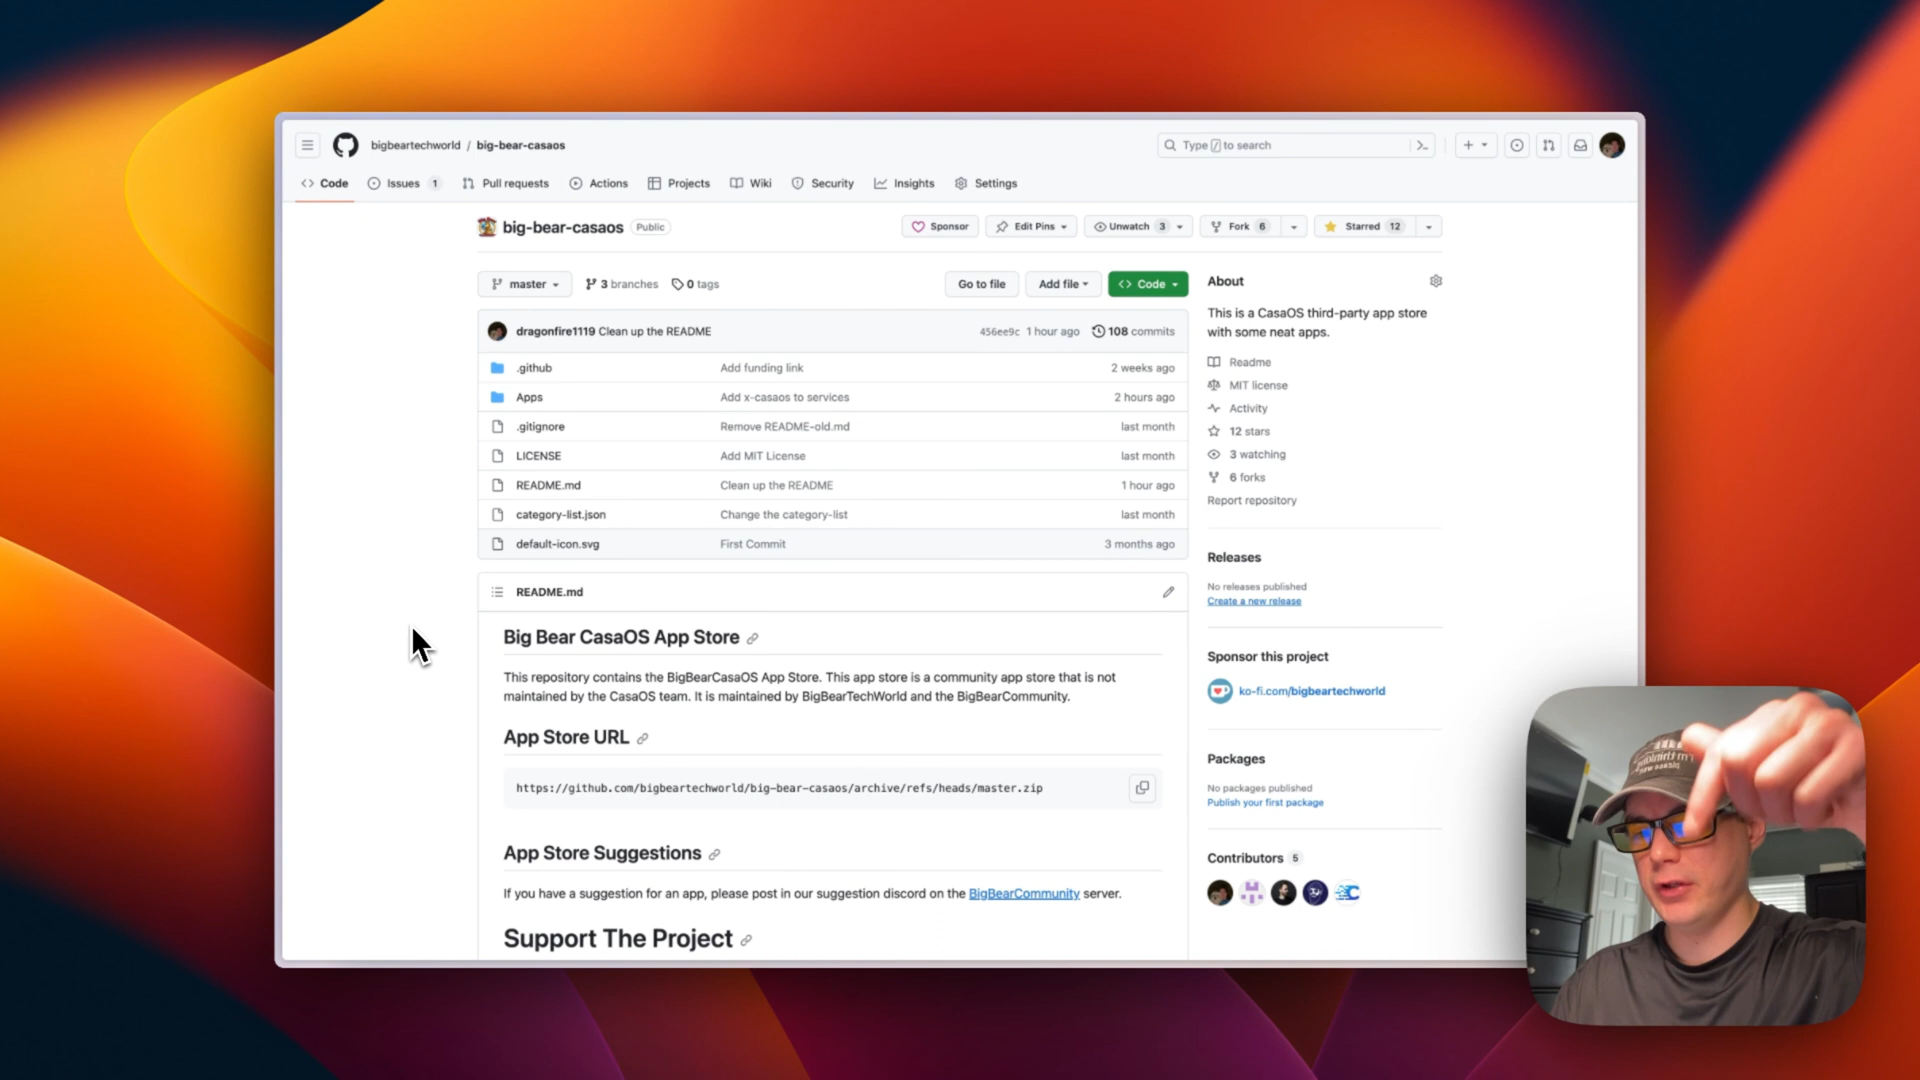 bigbeartechworld / big-bear-casaos
Type / to search
Code
Issues 1
Pull requests
Actions
Projects
Wiki
Security
Insights
Settings
big-bear-casaos Public
Sponsor
Edit Pins
Unwatch 3
Fork 6
Starred 12
master
3 branches
0 tags
Go to file
Add file
Code
dragonfire1119 Clean up the README 456ee9c 1 hour ago 108 commits
.github Add funding link 2 weeks ago
Apps Add x-casaos to services 2 hours ago
.gitignore Remove README-old.md last month
LICENSE Add MIT License last month
README.md Clean up the README 1 hour ago
category-list.json Change the category-list last month
default-icon.svg First Commit 3 months ago
README.md
Big Bear CasaOS App Store
This repository contains the BigBearCasaOS App Store. This app store is a community app store that is not
maintained by the CasaOS team. It is maintained by BigBearTechWorld and the BigBearCommunity.
App Store URL
https://github.com/bigbeartechworld/big-bear-casaos/archive/refs/heads/master.zip
App Store Suggestions
If you have a suggestion for an app, please post in our suggestion discord on the BigBearCommunity server.
Support The Project
About
This is a CasaOS third-party app store
with some neat apps.
Readme
MIT license
Activity
12 stars
3 watching
6 forks
Report repository
Releases
No releases published
Create a new release
Sponsor this project
ko-fi.com/bigbeartechworld
Packages
No packages published
Publish your first package
Contributors 5